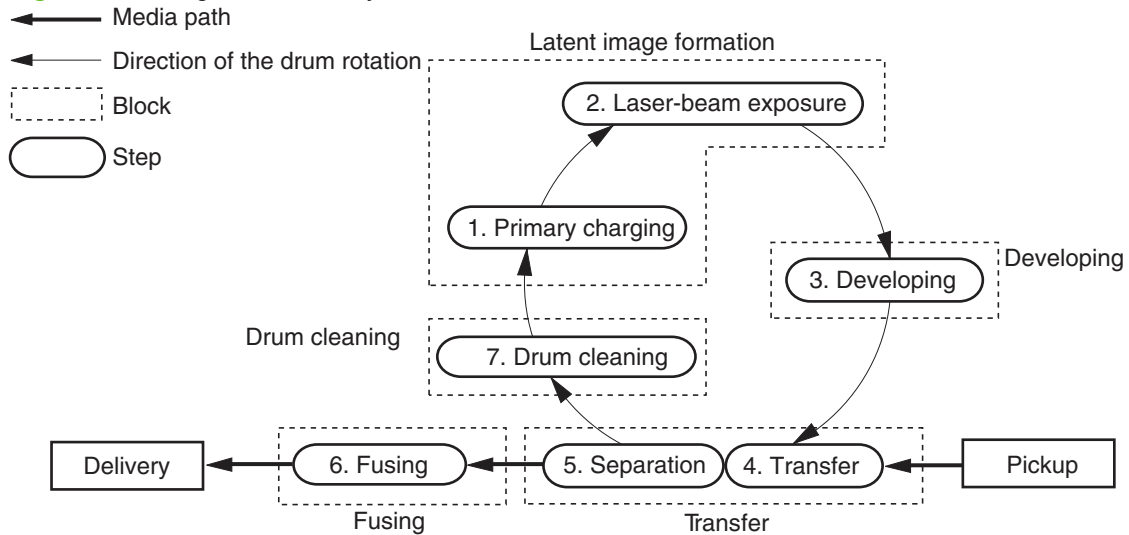 Media path
Direction of the drum rotation
Block
Step
Latent image formation
2. Laser-beam exposure
1. Primary charging
Developing
3. Developing
Drum cleaning
7. Drum cleaning
Delivery
6. Fusing
5. Separation
4. Transfer
Pickup
Fusing
Transfer